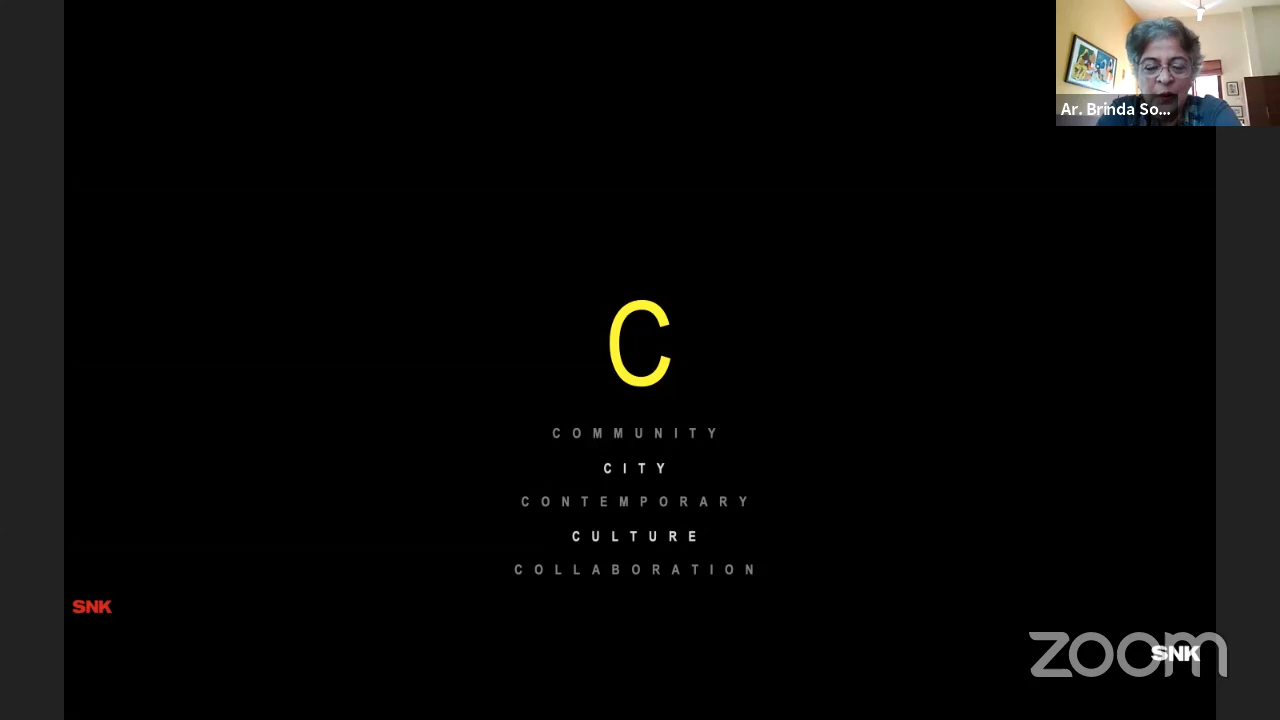 Ar. Brinda So...
C
COMMUNITY
CITY
CONTEMPORARY
CULTURE
COLLABORATION
SNK
zoom
SNK